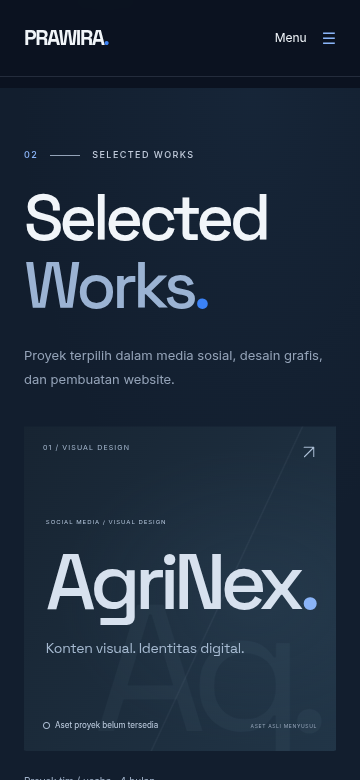 PRAWIRA.
Menu
02
SELECTED WORKS
Selected
Works.
Proyek terpilih dalam media sosial, desain grafis,
dan pembuatan website.
01 / VISUAL DESIGN
SOCIAL MEDIA / VISUAL DESIGN
AgriNex.
Konten visual. Identitas digital.
Aset proyek belum tersedia
ASET ASLI MENYUSUL